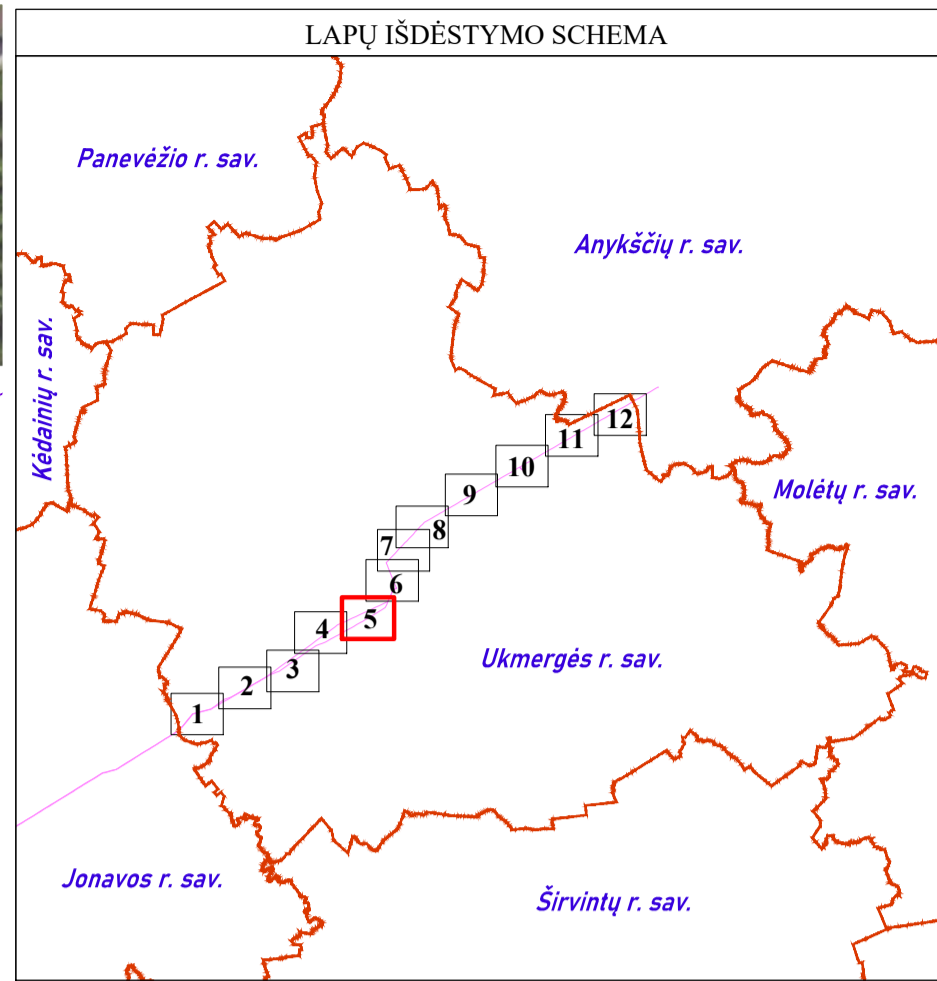 LAPŲ IŠDĖSTYMO SCHEMA
Panevėžio r. sav.
Anykščių r. sav.
Kėdainių r. sav.
12
11
10
Molėtų r. sav.
9
8
7
6
5
4
Ukmergės r. sav.
3
2
1
Jonavos r. sav.
Širvintų r. sav.